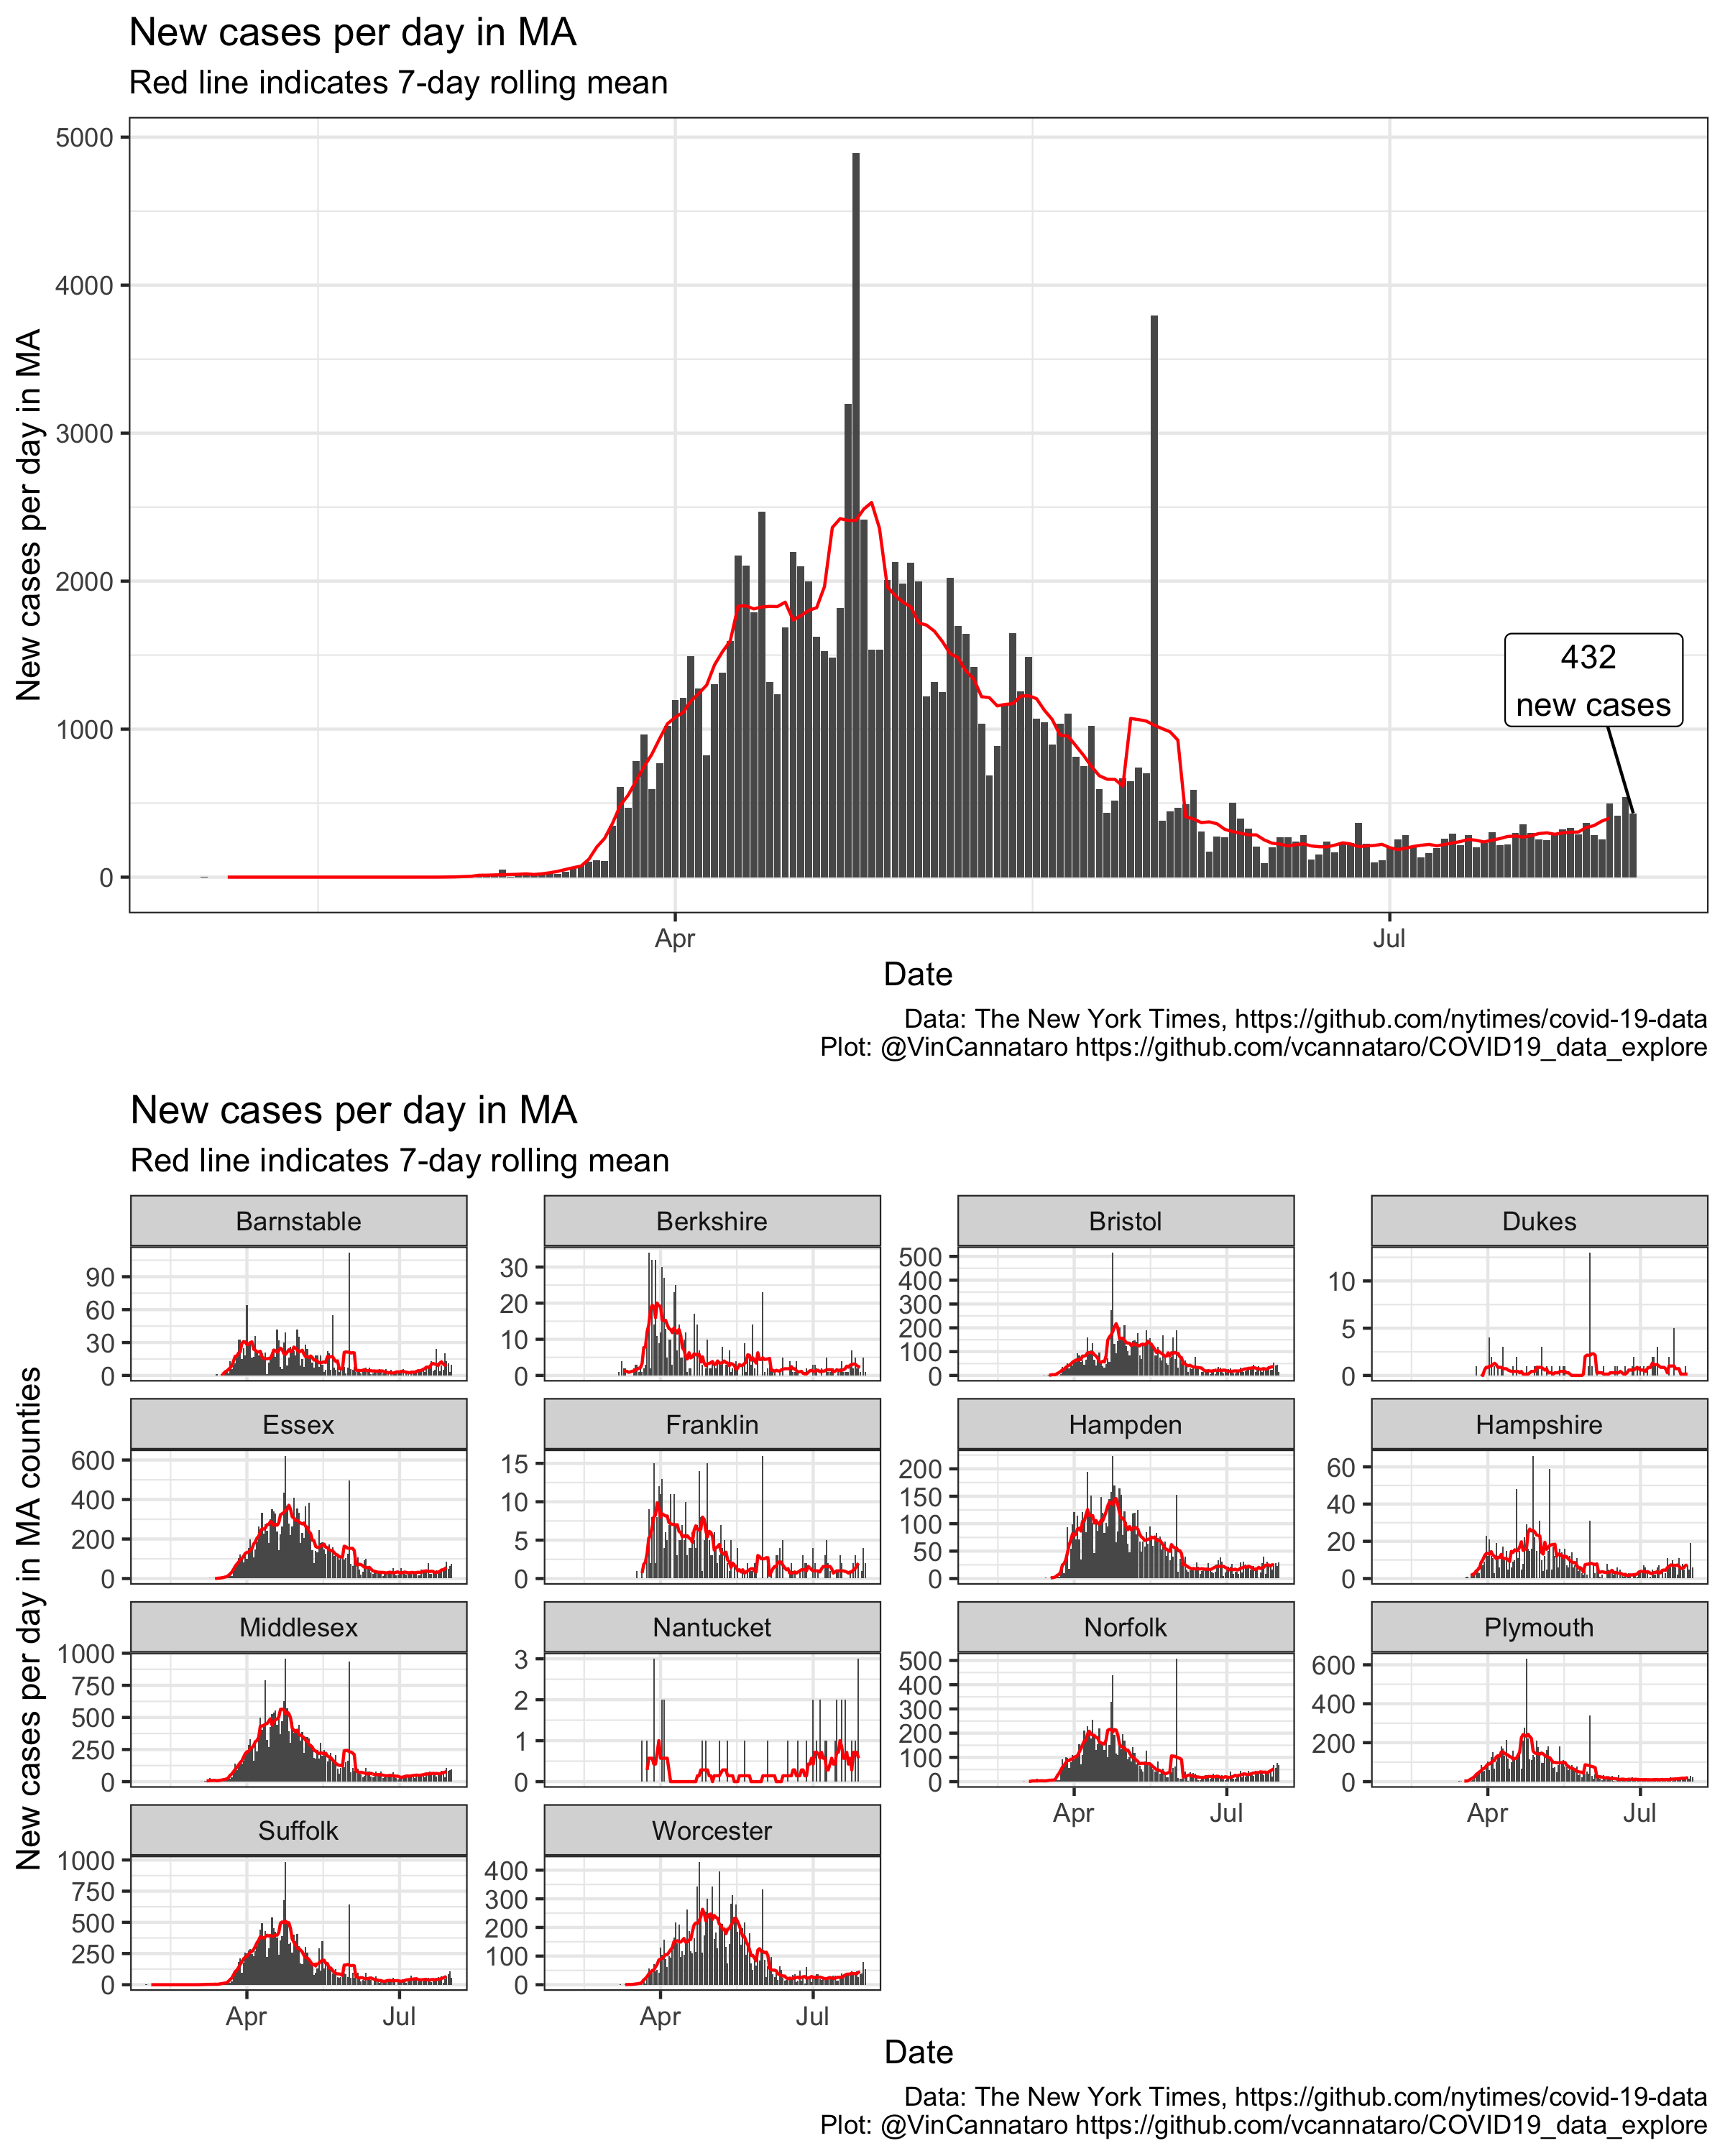 New cases per day in MA
Red line indicates 7-day rolling mean
New cases per day in MA
5000
4000
3000
2000
1000
0
432
new cases
Apr
Jul
Date
Data: The New York Times, https://github.com/nytimes/covid-19-data
Plot: @VinCannataro https://github.com/vcannataro/COVID19_data_explore
New cases per day in MA
Red line indicates 7-day rolling mean
New cases per day in MA counties
Barnstable
90
60
30
0
Berkshire
30
20
10
0
Bristol
500
400
300
200
100
0
Dukes
10
5
0
Essex
600
400
200
0
Franklin
15
10
5
0
Hampden
200
150
100
50
0
Hampshire
60
40
20
0
Middlesex
1000
750
500
250
0
Nantucket
3
2
1
0
Norfolk
500
400
300
200
100
0
Apr
Jul
Plymouth
600
400
200
0
Apr
Jul
Suffolk
1000
750
500
250
0
Apr
Jul
Worcester
400
300
200
100
0
Apr
Jul
Date
Data: The New York Times, https://github.com/nytimes/covid-19-data
Plot: @VinCannataro https://github.com/vcannataro/COVID19_data_explore